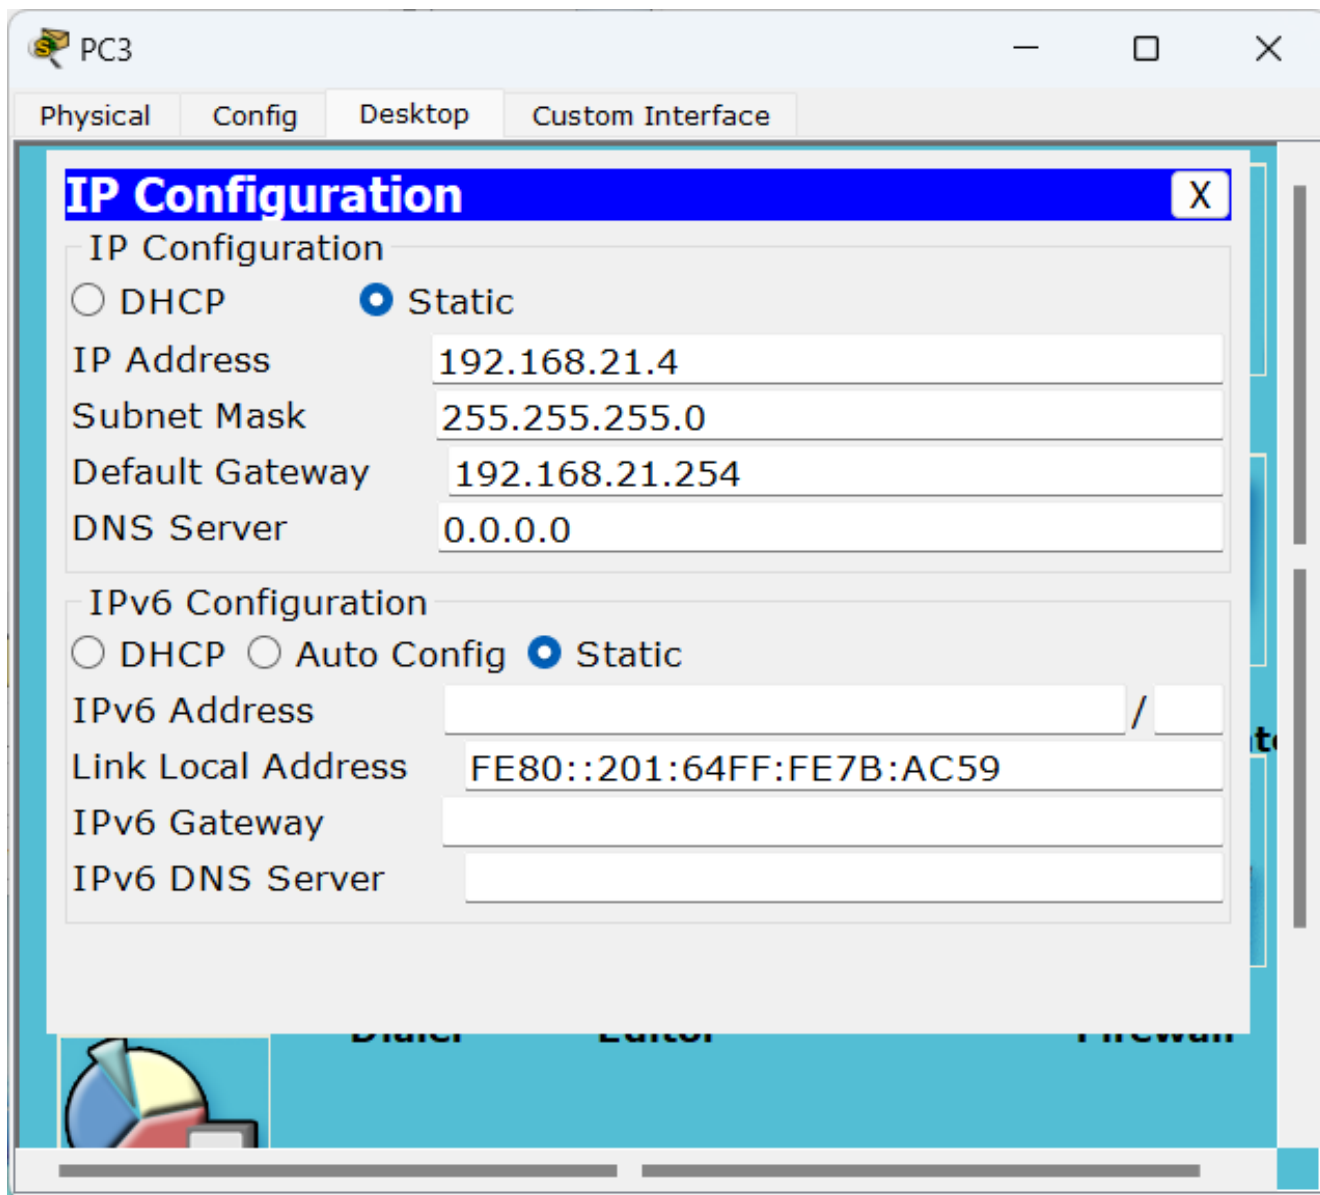 PC3
Physical Config Desktop Custom Interface
IP Configuration X
IP Configuration
DHCP Static
IP Address 192.168.21.4
Subnet Mask 255.255.255.0
Default Gateway 192.168.21.254
DNS Server 0.0.0.0
IPv6 Configuration
DHCP Auto Config Static
IPv6 Address /
Link Local Address FE80::201:64FF:FE7B:AC59
IPv6 Gateway
IPv6 DNS Server
Dialer Editor Firewall